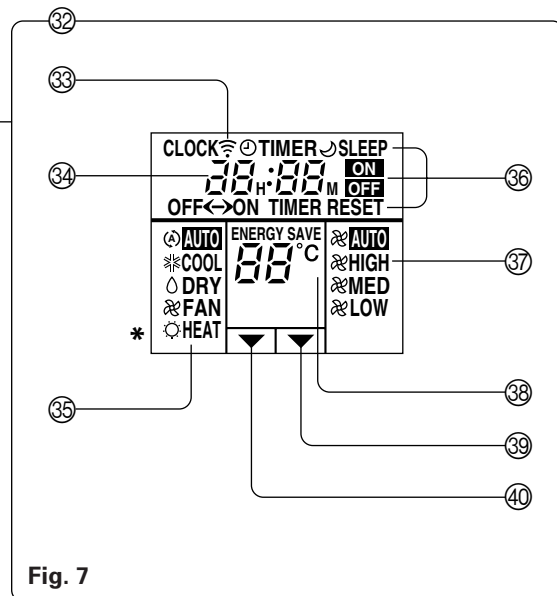 ㉜
㉝
CLOCK TIMER SLEEP
㉞ 28H:88M ON ㊱
OFF
OFF<->ON TIMER RESET
AUTO ENERGY SAVE AUTO
COOL 88°C HIGH ㊲
DRY MED
FAN LOW
* HEAT
㉟ ㊳
㊴
㊵
Fig. 7